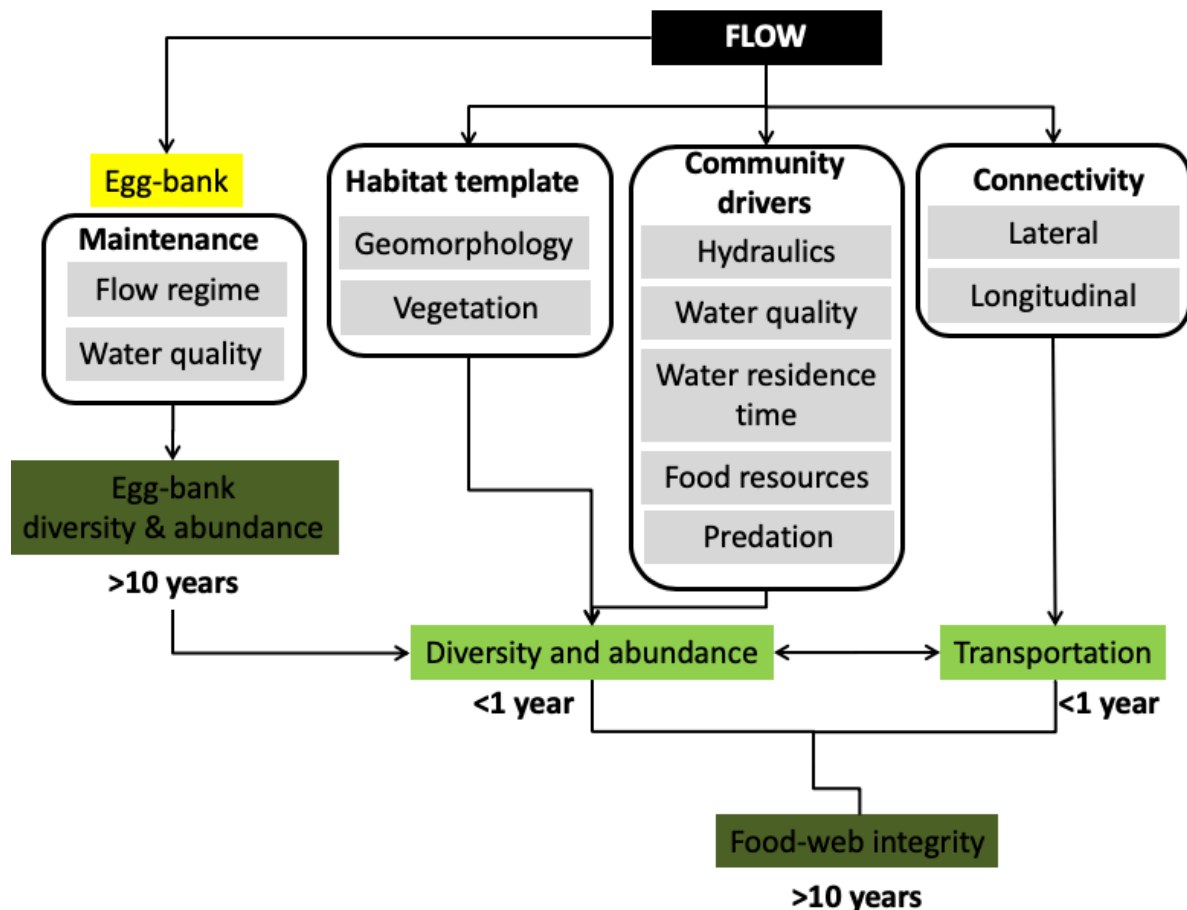 FLOW
Egg-bank
Maintenance
Flow regime
Water quality
Egg-bank
diversity & abundance
>10 years
Habitat template
Geomorphology
Vegetation
Community
drivers
Hydraulics
Water quality
Water residence
time
Food resources
Predation
Connectivity
Lateral
Longitudinal
Diversity and abundance
<1 year
Transportation
<1 year
Food-web integrity
>10 years